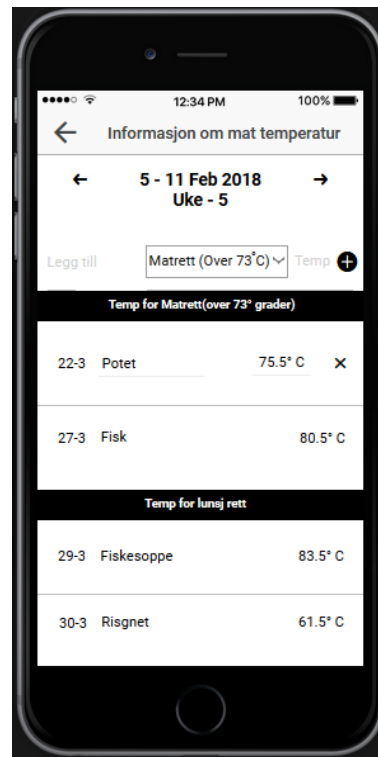 12:34 PM
100%
Informasjon om mat temperatur
5 - 11 Feb 2018
Uke - 5
Legg till Matrett (Over 73°C) Temp
Temp for Matrett(over 73° grader)
22-3 Potet 75.5° C
27-3 Fisk 80.5° C
Temp for lunsj rett
29-3 Fiskesoppe 83.5° C
30-3 Risgnet 61.5° C